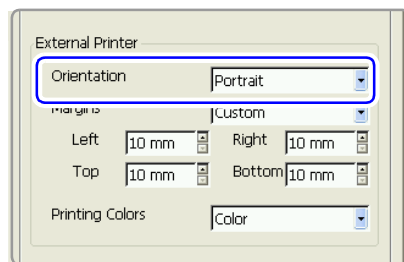 External Printer
Orientation Portrait
Margins Custom
Left 10 mm Right 10 mm
Top 10 mm Bottom 10 mm
Printing Colors Color